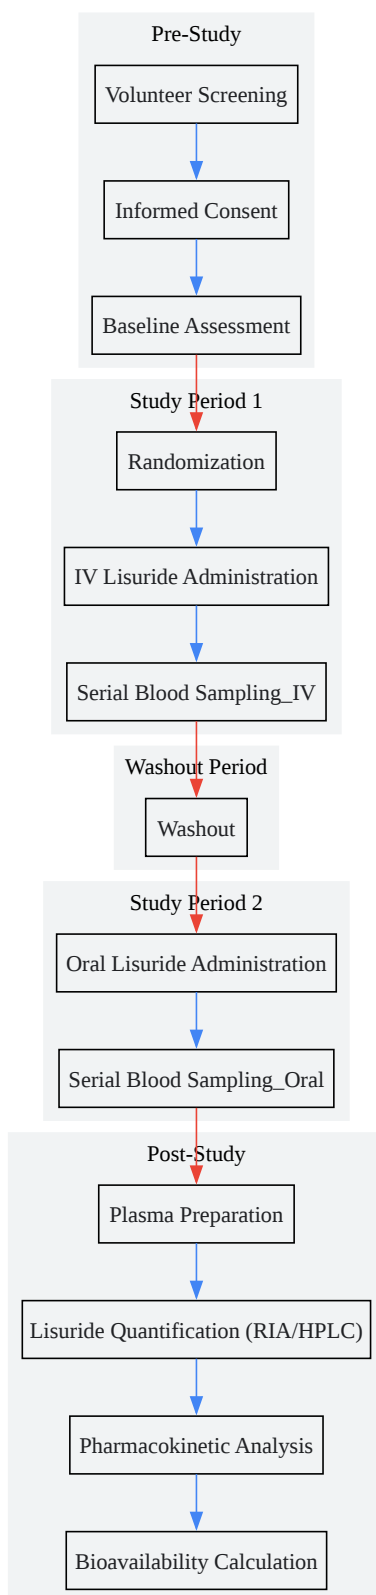 Pre-Study
Volunteer Screening
Informed Consent
Baseline Assessment
Study Period 1
Randomization
IV Lisuride Administration
Serial Blood Sampling_IV
Washout Period
Washout
Study Period 2
Oral Lisuride Administration
Serial Blood Sampling_Oral
Post-Study
Plasma Preparation
Lisuride Quantification (RIA/HPLC)
Pharmacokinetic Analysis
Bioavailability Calculation